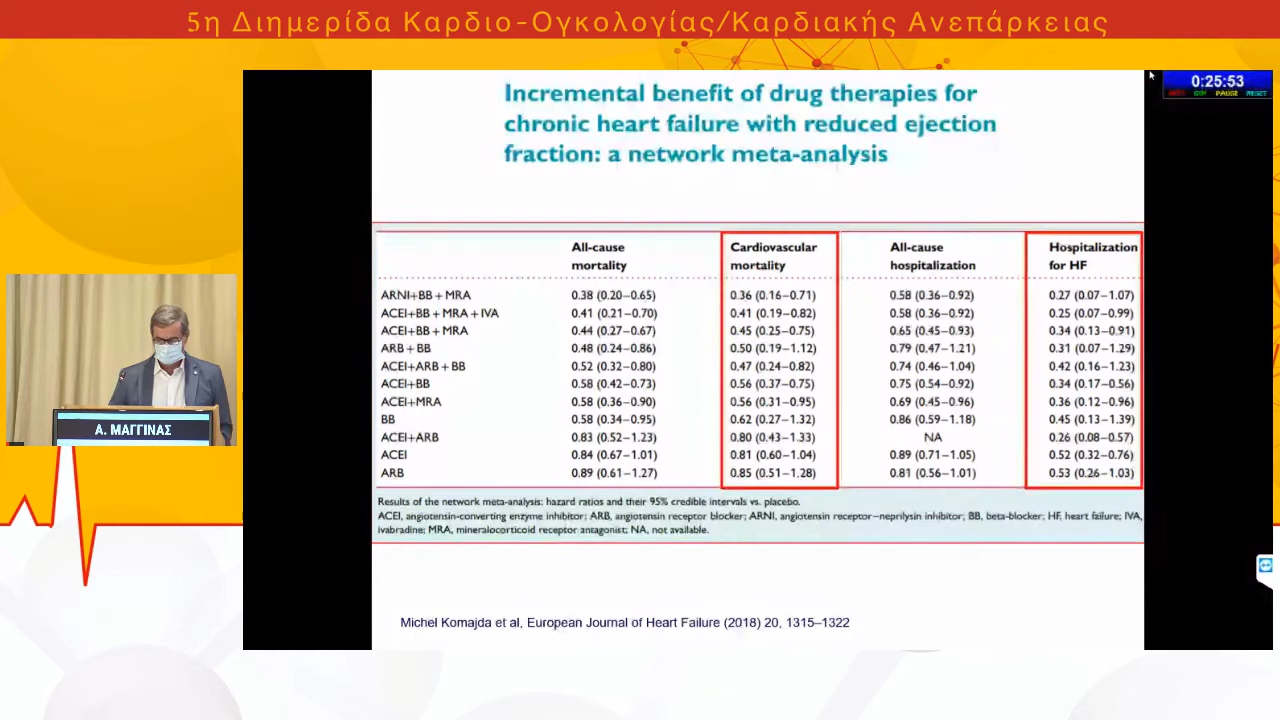 5η Διημερίδα Καρδιο-Ογκολογίας/Καρδιακής Ανεπάρκειας
0:25:53
PAUSE
RESET
Incremental benefit of drug therapies for
chronic heart failure with reduced ejection
fraction: a network meta-analysis
All-cause mortality Cardiovascular mortality All-cause hospitalization Hospitalization for HF
ARNI+BB+MRA 0.38 (0.20–0.65) 0.36 (0.16–0.71) 0.58 (0.36–0.92) 0.27 (0.07–1.07)
ACEI+BB+MRA+IVA 0.41 (0.21–0.70) 0.41 (0.19–0.82) 0.58 (0.36–0.92) 0.25 (0.07–0.99)
ACEI+BB+MRA 0.44 (0.27–0.67) 0.45 (0.25–0.75) 0.65 (0.45–0.93) 0.34 (0.13–0.91)
ARB+BB 0.48 (0.24–0.86) 0.50 (0.19–1.12) 0.79 (0.47–1.21) 0.31 (0.07–1.29)
ACEI+ARB+BB 0.52 (0.32–0.80) 0.47 (0.24–0.82) 0.74 (0.46–1.04) 0.42 (0.16–1.23)
ACEI+BB 0.58 (0.42–0.73) 0.56 (0.37–0.75) 0.75 (0.54–0.92) 0.34 (0.17–0.56)
ACEI+MRA 0.58 (0.36–0.90) 0.56 (0.31–0.95) 0.69 (0.45–0.96) 0.36 (0.12–0.96)
BB 0.58 (0.34–0.95) 0.62 (0.27–1.32) 0.86 (0.59–1.18) 0.45 (0.13–1.39)
ACEI+ARB 0.83 (0.52–1.23) 0.80 (0.43–1.33) NA 0.26 (0.08–0.57)
ACEI 0.84 (0.67–1.01) 0.81 (0.60–1.04) 0.89 (0.71–1.05) 0.52 (0.32–0.76)
ARB 0.89 (0.61–1.27) 0.85 (0.51–1.28) 0.81 (0.56–1.01) 0.53 (0.26–1.03)
Results of the network meta-analysis: hazard ratios and their 95% credible intervals vs. placebo.
ACEI, angiotensin-converting enzyme inhibitor; ARB, angiotensin receptor blocker; ARNI, angiotensin receptor–neprilysin inhibitor; BB, beta-blocker; HF, heart failure; IVA,
ivabradine; MRA, mineralocorticoid receptor antagonist; NA, not available.
Michel Komajda et al, European Journal of Heart Failure (2018) 20, 1315–1322
Α. ΜΑΓΓΙΝΑΣ